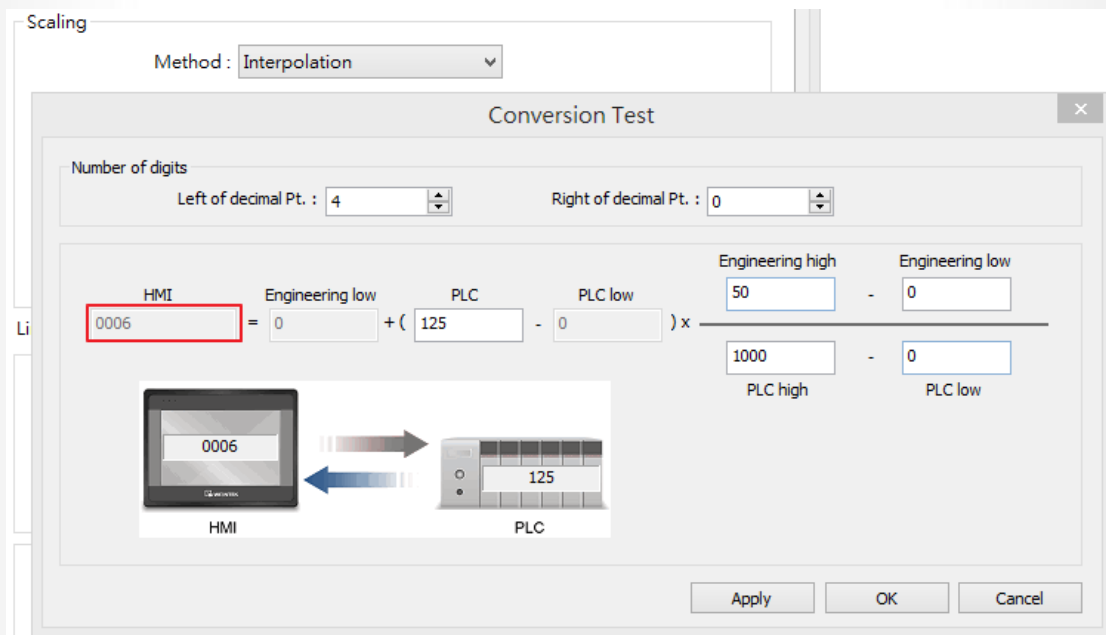 Scaling
Method : Interpolation
Conversion Test
Number of digits
Left of decimal Pt. : 4 Right of decimal Pt. : 0
Engineering high Engineering low
50 - 0
HMI Engineering low PLC PLC low
0006 = 0 + ( 125 - 0 ) x
1000 - 0
PLC high PLC low
Li
0006
125
WEINTEK
HMI PLC
Apply OK Cancel